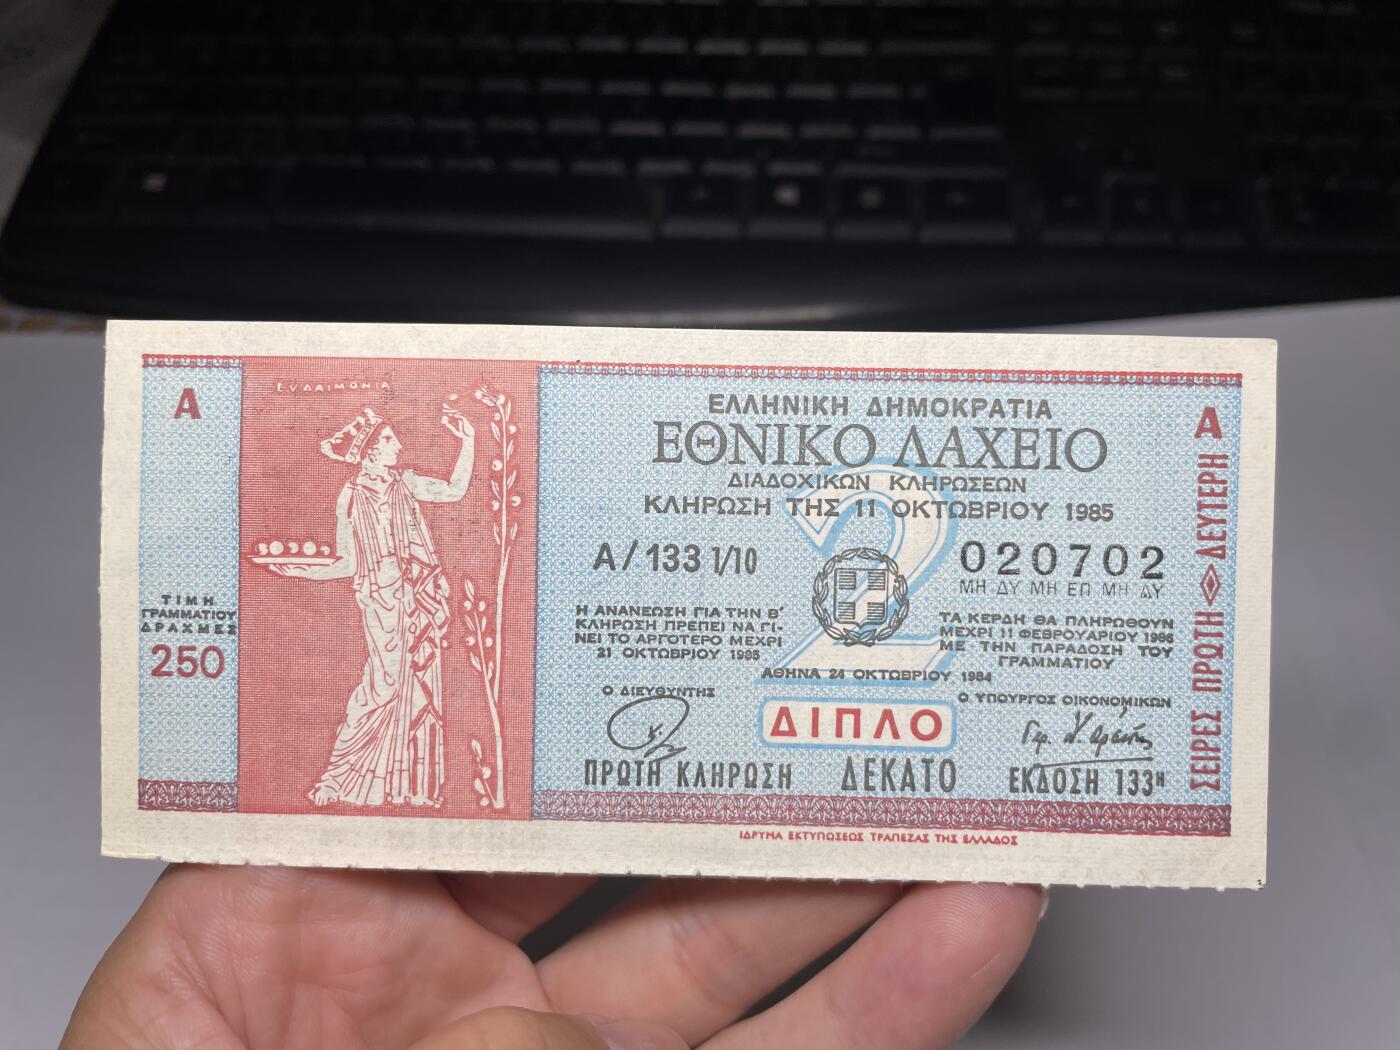 Α
ΕΥΔΑΙΜΟΝΙΑ
ΤΙΜΗ
ΓΡΑΜΜΑΤΙΟΥ
ΔΡΑΧΜΕΣ
250
ΕΛΛΗΝΙΚΗ ΔΗΜΟΚΡΑΤΙΑ
ΕΘΝΙΚΟ ΛΑΧΕΙΟ
ΔΙΑΔΟΧΙΚΩΝ ΚΛΗΡΩΣΕΩΝ
ΚΛΗΡΩΣΗ ΤΗΣ 11 ΟΚΤΩΒΡΙΟΥ 1985
2
Α/133 1/10
020702
ΜΗ ΔΥ ΜΗ ΕΠ ΜΗ ΔΥ
Η ΑΝΑΝΕΩΣΗ ΓΙΑ ΤΗΝ Β΄
ΚΛΗΡΩΣΗ ΠΡΕΠΕΙ ΝΑ ΓΙ-
ΝΕΙ ΤΟ ΑΡΓΟΤΕΡΟ ΜΕΧΡΙ
21 ΟΚΤΩΒΡΙΟΥ 1985
ΤΑ ΚΕΡΔΗ ΘΑ ΠΛΗΡΩΘΟΥΝ
ΜΕΧΡΙ 11 ΦΕΒΡΟΥΑΡΙΟΥ 1986
ΜΕ ΤΗΝ ΠΑΡΑΔΟΣΗ ΤΟΥ
ΓΡΑΜΜΑΤΙΟΥ
ΑΘΗΝΑ 24 ΟΚΤΩΒΡΙΟΥ 1984
Ο ΔΙΕΥΘΥΝΤΗΣ
Ο ΥΠΟΥΡΓΟΣ ΟΙΚΟΝΟΜΙΚΩΝ
ΔΙΠΛΟ
ΠΡΩΤΗ ΚΛΗΡΩΣΗ ΔΕΚΑΤΟ ΕΚΔΟΣΗ 133Η
Α
ΣΕΙΡΕΣ ΠΡΩΤΗ ΔΕΥΤΕΡΗ
ΙΔΡΥΜΑ ΕΚΤΥΠΩΣΕΩΣ ΤΡΑΠΕΖΑΣ ΤΗΣ ΕΛΛΑΔΟΣ